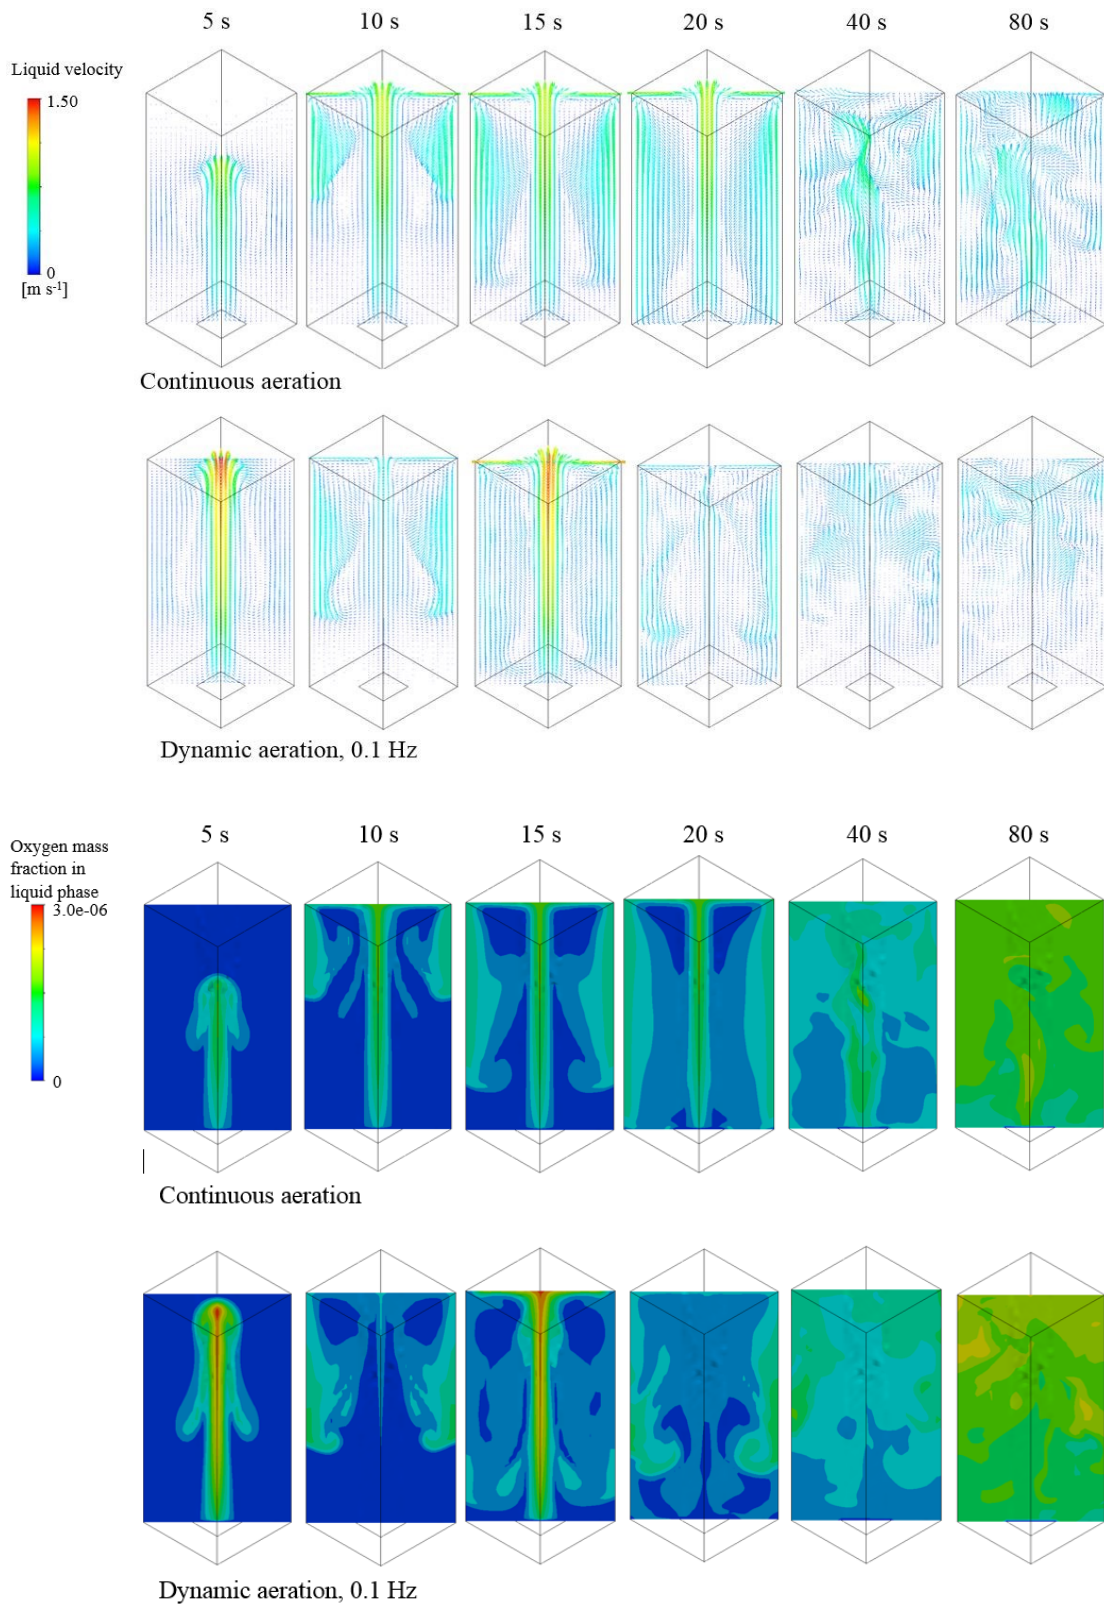 5 s 10 s 15 s 20 s 40 s 80 s
Liquid velocity
1.50
0
[m s⁻¹]
Continuous aeration
Dynamic aeration, 0.1 Hz
5 s 10 s 15 s 20 s 40 s 80 s
Oxygen mass
fraction in
liquid phase
3.0e-06
0
Continuous aeration
Dynamic aeration, 0.1 Hz